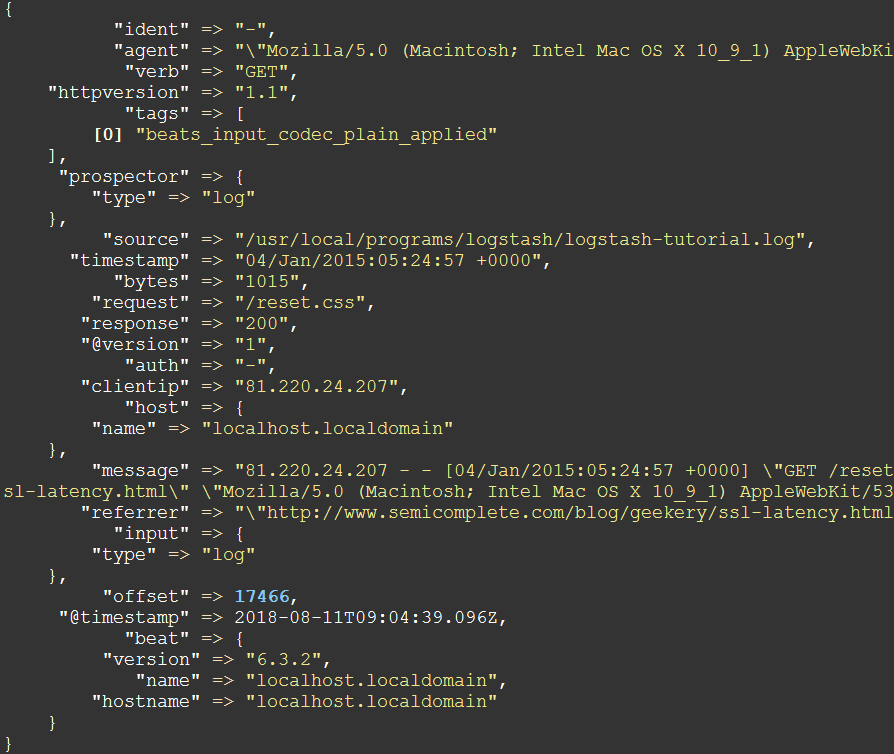 {
          "ident" => "-",
          "agent" => "\"Mozilla/5.0 (Macintosh; Intel Mac OS X 10_9_1) AppleWebKi
           "verb" => "GET",
    "httpversion" => "1.1",
           "tags" => [
        [0] "beats_input_codec_plain_applied"
    ],
     "prospector" => {
        "type" => "log"
    },
         "source" => "/usr/local/programs/logstash/logstash-tutorial.log",
      "timestamp" => "04/Jan/2015:05:24:57 +0000",
          "bytes" => "1015",
        "request" => "/reset.css",
       "response" => "200",
       "@version" => "1",
           "auth" => "-",
       "clientip" => "81.220.24.207",
           "host" => {
        "name" => "localhost.localdomain"
    },
        "message" => "81.220.24.207 - - [04/Jan/2015:05:24:57 +0000] \"GET /reset
sl-latency.html\" \"Mozilla/5.0 (Macintosh; Intel Mac OS X 10_9_1) AppleWebKit/53
       "referrer" => "\"http://www.semicomplete.com/blog/geekery/ssl-latency.html
          "input" => {
        "type" => "log"
    },
         "offset" => 17466,
     "@timestamp" => 2018-08-11T09:04:39.096Z,
           "beat" => {
         "version" => "6.3.2",
            "name" => "localhost.localdomain",
        "hostname" => "localhost.localdomain"
    }
}